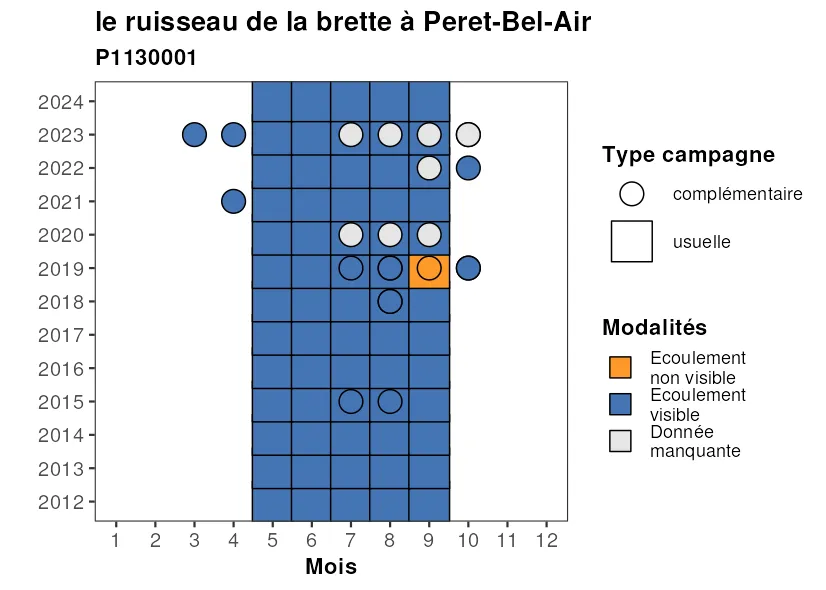 le ruisseau de la brette à Peret-Bel-Air
P1130001
2024
2023
2022
2021
2020
2019
2018
2017
2016
2015
2014
2013
2012
1 2 3 4 5 6 7 8 9 10 11 12
Mois
Type campagne
complémentaire
usuelle
Modalités
Ecoulement
non visible
Ecoulement
visible
Donnée
manquante